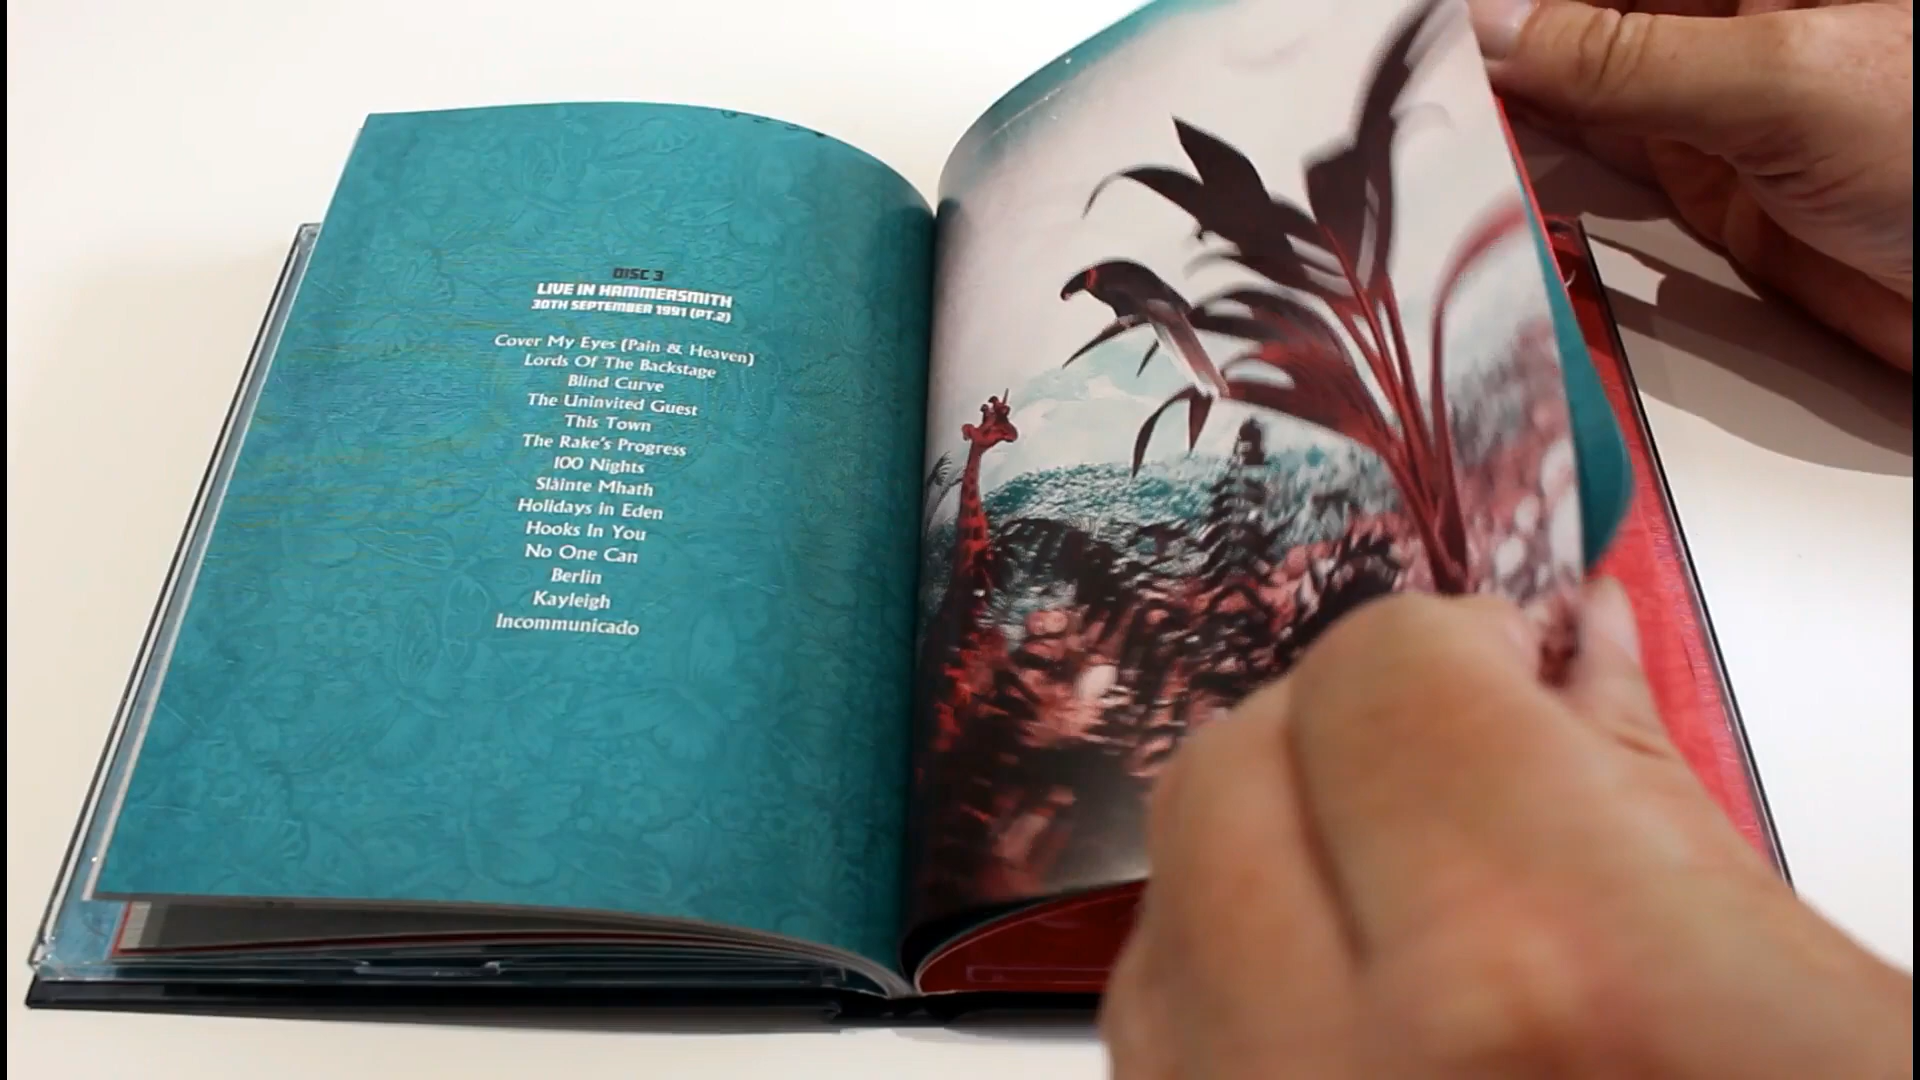 DISC 3
LIVE IN HAMMERSMITH
30TH SEPTEMBER 1991 (PT.2)
Cover My Eyes (Pain & Heaven)
Lords Of The Backstage
Blind Curve
The Uninvited Guest
This Town
The Rake's Progress
100 Nights
Slàinte Mhath
Holidays in Eden
Hooks In You
No One Can
Berlin
Kayleigh
Incommunicado